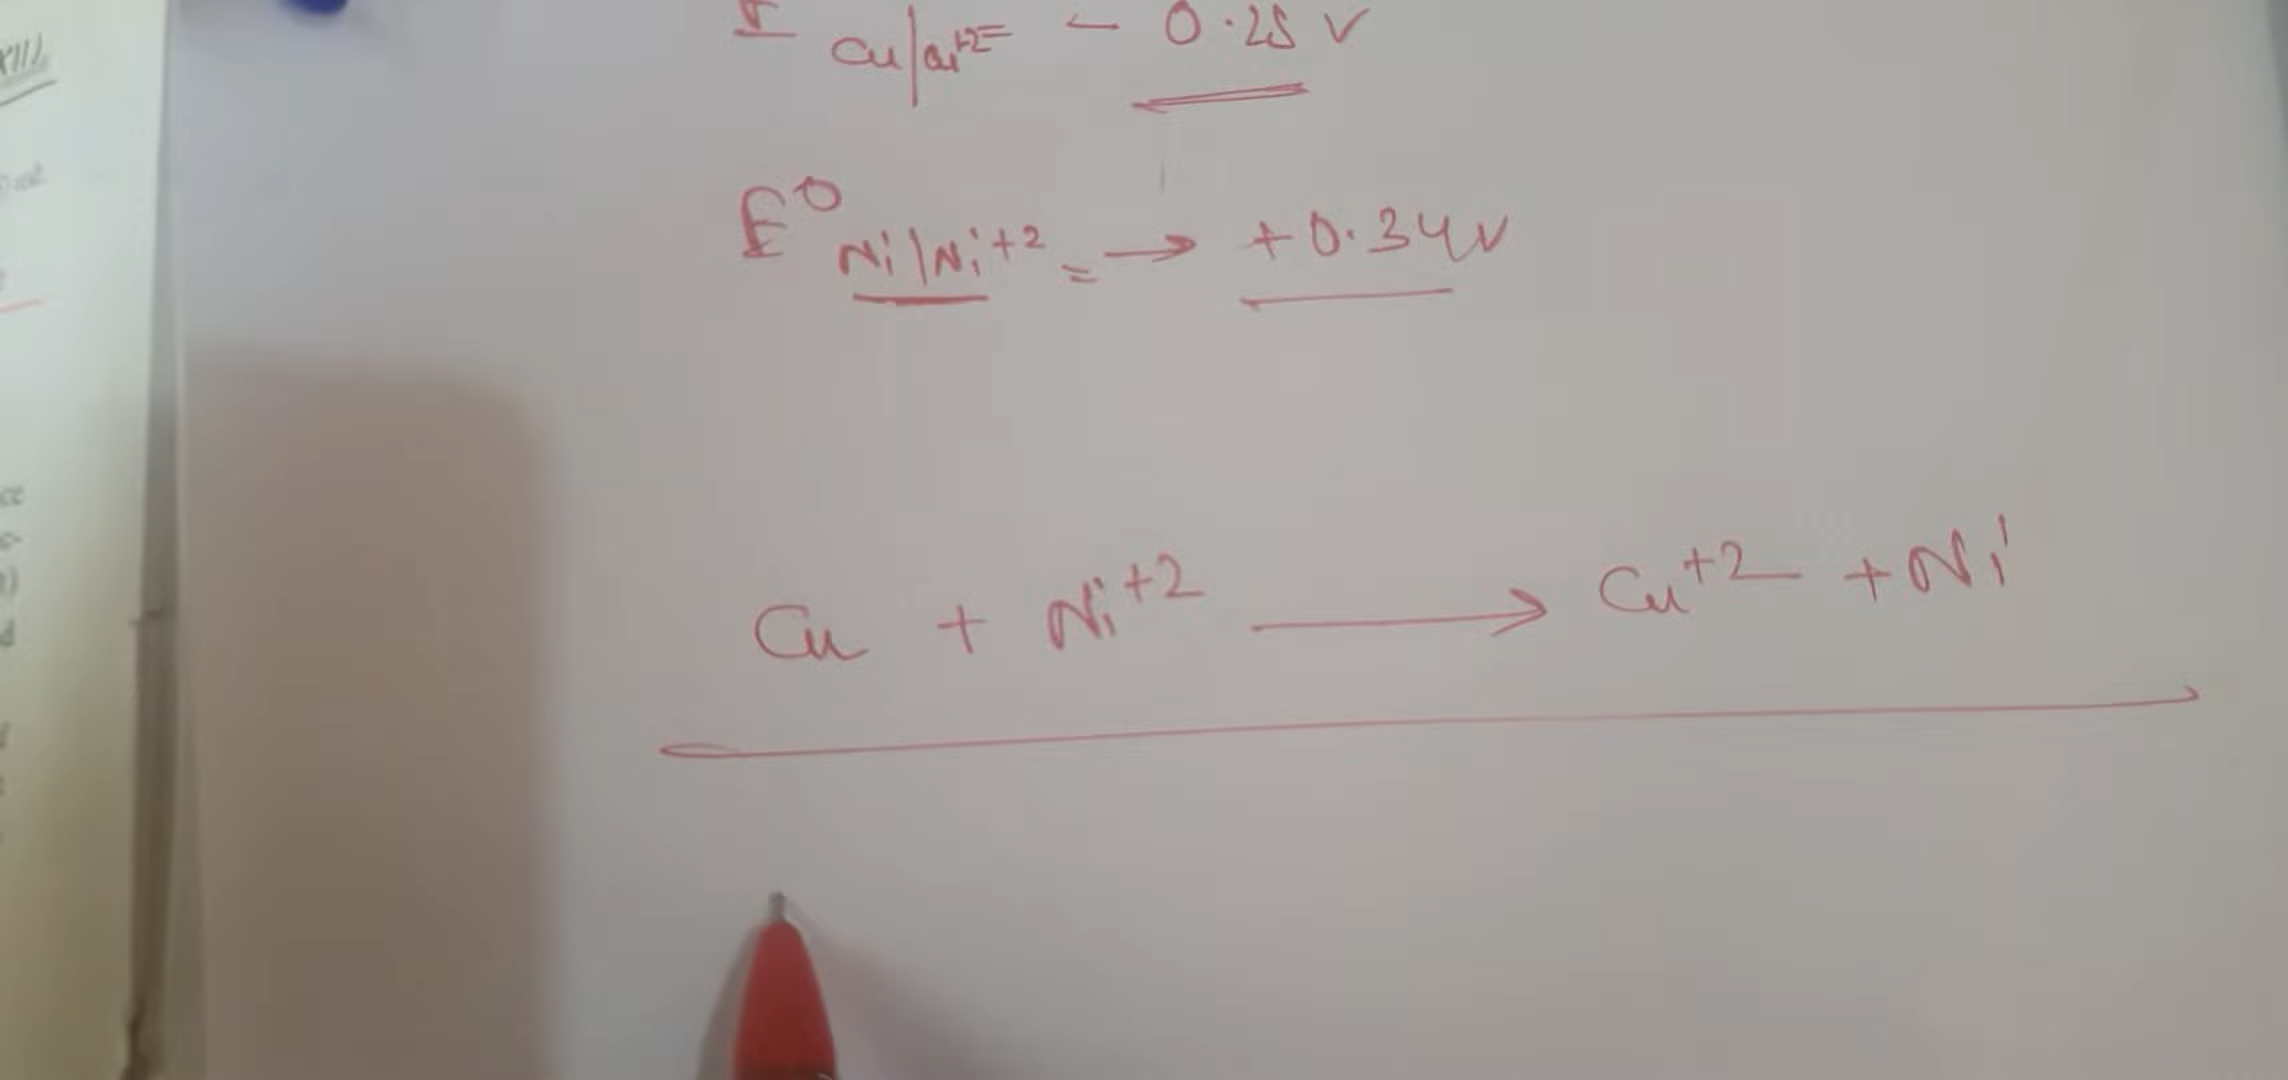 Cu|Cu+2= - 0.25 V
E° Ni|Ni+2 = → +0.34V
Cu + Ni+2 → Cu+2 + Ni